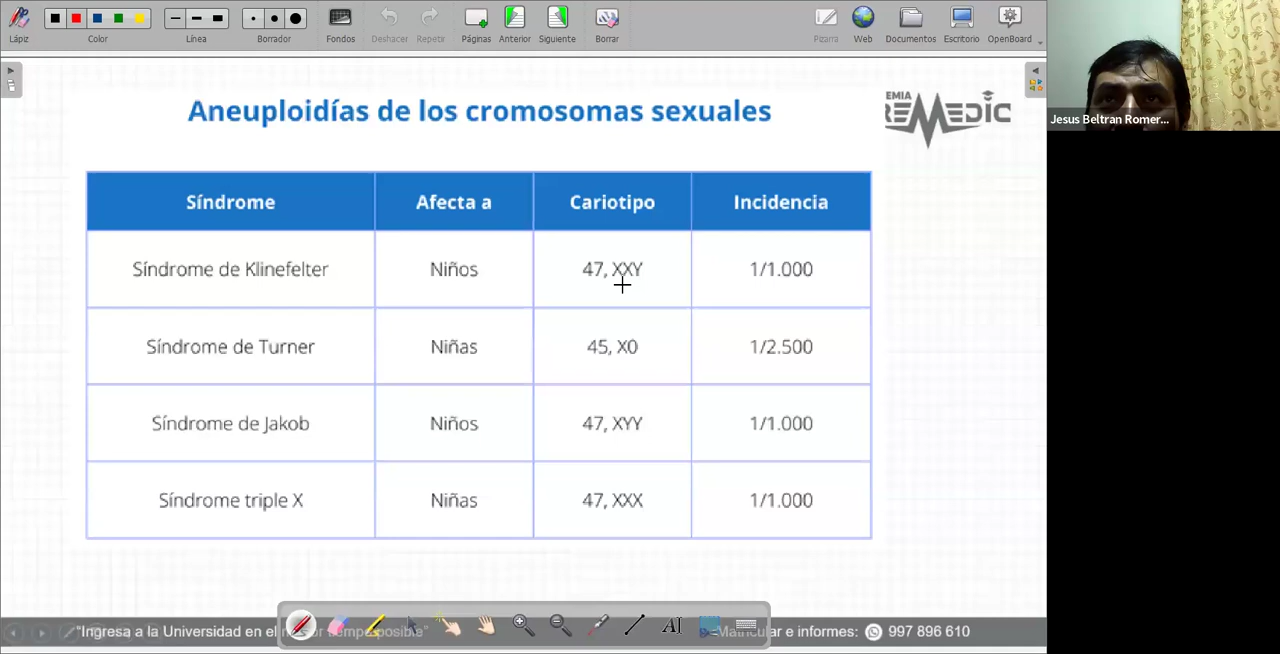 Lápiz Color Línea Borrador Fondos Deshacer Repetir Páginas Anterior Siguiente Borrar Pizarra Web Documentos Escritorio OpenBoard
Aneuploidías de los cromosomas sexuales
EMIA
REMEDIC
Jesus Beltran Romer...
Síndrome Afecta a Cariotipo Incidencia
Síndrome de Klinefelter Niños 47, XXY 1/1.000
Síndrome de Turner Niñas 45, X0 1/2.500
Síndrome de Jakob Niños 47, XYY 1/1.000
Síndrome triple X Niñas 47, XXX 1/1.000
"Ingresa a la Universidad en el tiempo posible" Matricular e informes: 997 896 610